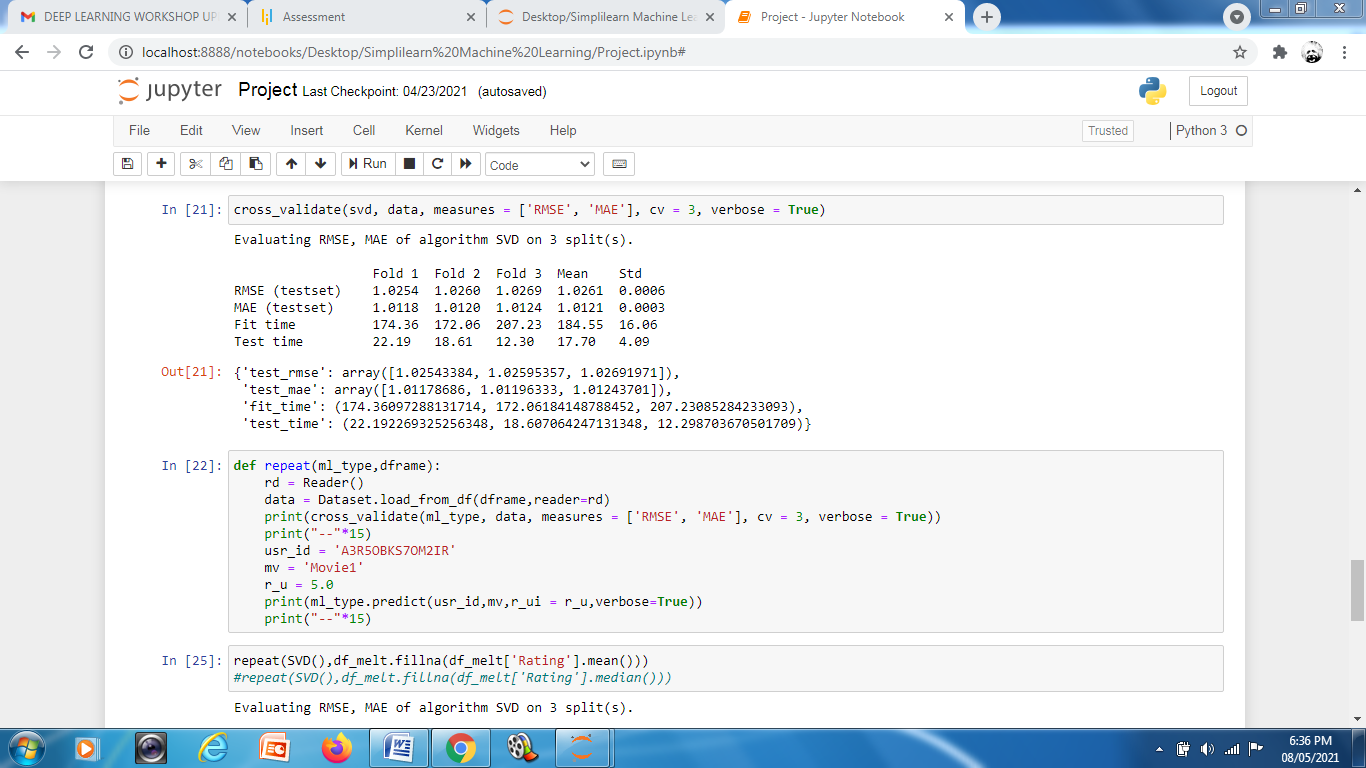 DEEP LEARNING WORKSHOP UP
Assessment
Desktop/Simplilearn Machine Le
Project - Jupyter Notebook
localhost:8888/notebooks/Desktop/Simplilearn%20Machine%20Learning/Project.ipynb#
jupyter Project Last Checkpoint: 04/23/2021 (autosaved)
Logout
File Edit View Insert Cell Kernel Widgets Help
Trusted
Python 3
Run
Code
In [21]: cross_validate(svd, data, measures = ['RMSE', 'MAE'], cv = 3, verbose = True)
Evaluating RMSE, MAE of algorithm SVD on 3 split(s).
Fold 1 Fold 2 Fold 3 Mean Std
RMSE (testset) 1.0254 1.0260 1.0269 1.0261 0.0006
MAE (testset) 1.0118 1.0120 1.0124 1.0121 0.0003
Fit time 174.36 172.06 207.23 184.55 16.06
Test time 22.19 18.61 12.30 17.70 4.09
Out[21]: {'test_rmse': array([1.02543384, 1.02595357, 1.02691971]),
'test_mae': array([1.01178686, 1.01196333, 1.01243701]),
'fit_time': (174.36097288131714, 172.06184148788452, 207.23085284233093),
'test_time': (22.192269325256348, 18.607064247131348, 12.298703670501709)}
In [22]: def repeat(ml_type,dframe):
rd = Reader()
data = Dataset.load_from_df(dframe,reader=rd)
print(cross_validate(ml_type, data, measures = ['RMSE', 'MAE'], cv = 3, verbose = True))
print("--"*15)
usr_id = 'A3R5OBKS7OM2IR'
mv = 'Movie1'
r_u = 5.0
print(ml_type.predict(usr_id,mv,r_ui = r_u,verbose=True))
print("--"*15)
In [25]: repeat(SVD(),df_melt.fillna(df_melt['Rating'].mean()))
#repeat(SVD(),df_melt.fillna(df_melt['Rating'].median()))
Evaluating RMSE, MAE of algorithm SVD on 3 split(s).
6:36 PM
08/05/2021